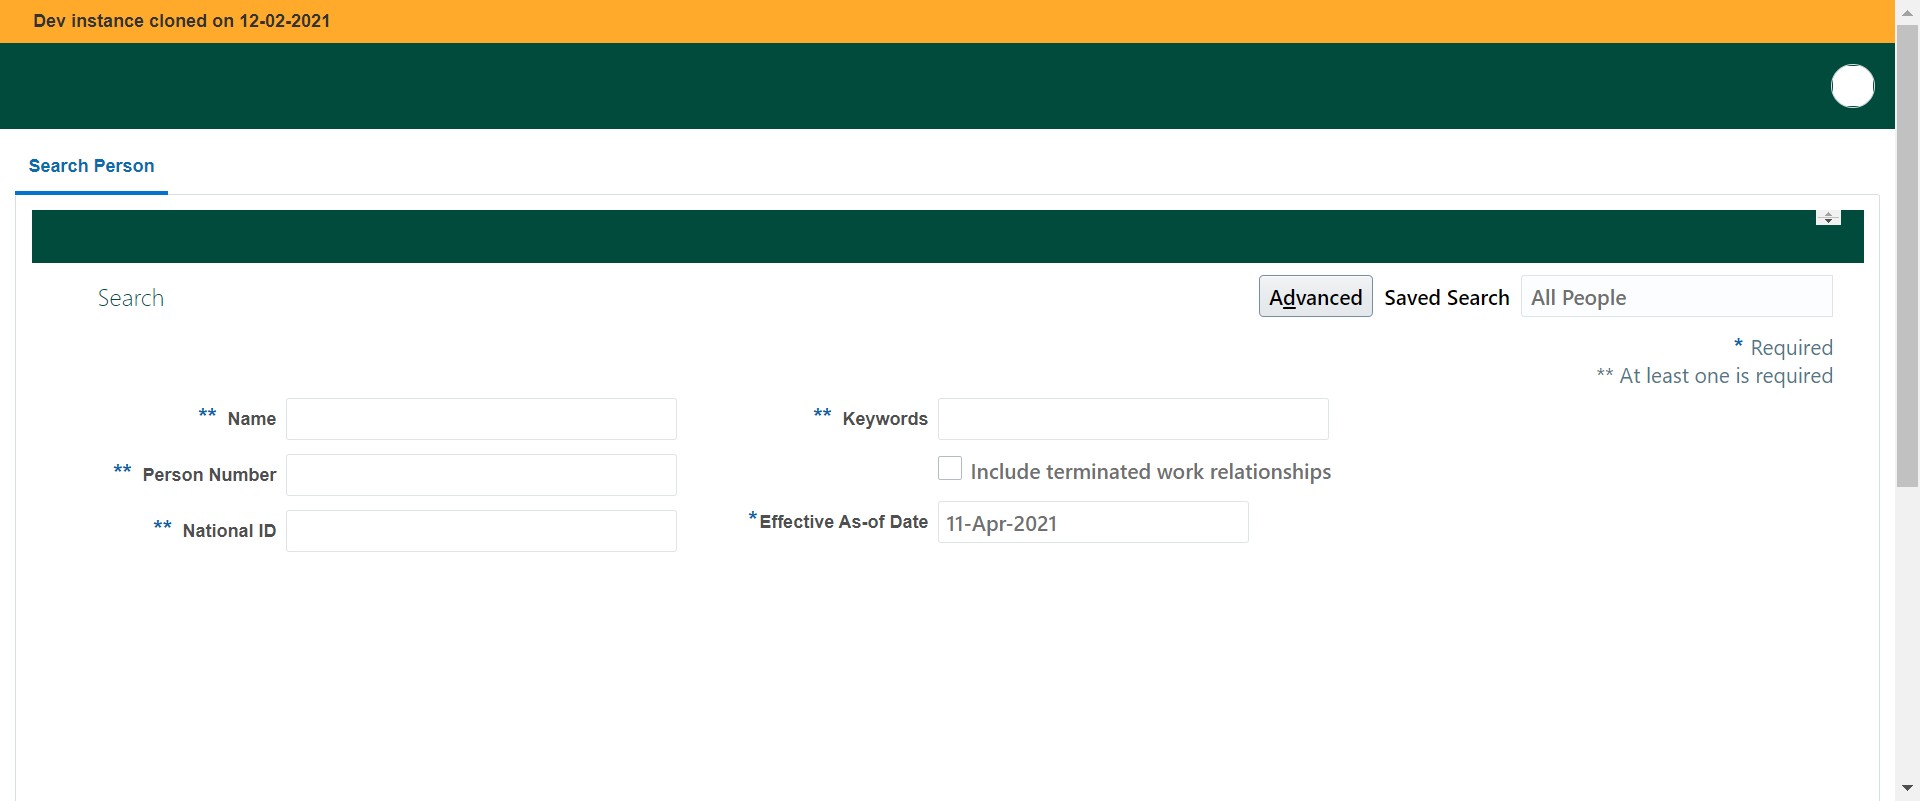 Dev instance cloned on 12-02-2021
Search Person
Search
Advanced Saved Search All People
* Required
** At least one is required
** Name
** Keywords
** Person Number
Include terminated work relationships
** National ID
*Effective As-of Date 11-Apr-2021